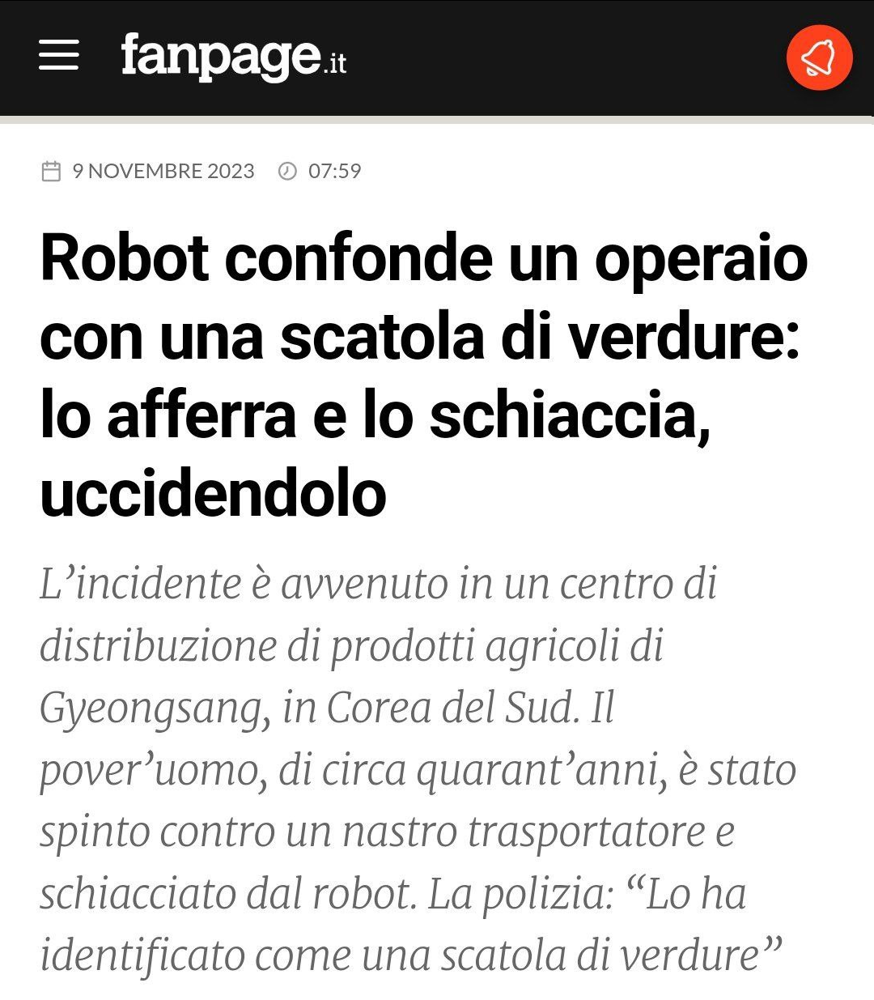 fanpage.it
9 NOVEMBRE 2023 07:59
Robot confonde un operaio
con una scatola di verdure:
lo afferra e lo schiaccia,
uccidendolo
L’incidente è avvenuto in un centro di
distribuzione di prodotti agricoli di
Gyeongsang, in Corea del Sud. Il
pover’uomo, di circa quarant’anni, è stato
spinto contro un nastro trasportatore e
schiacciato dal robot. La polizia: “Lo ha
identificato come una scatola di verdure”